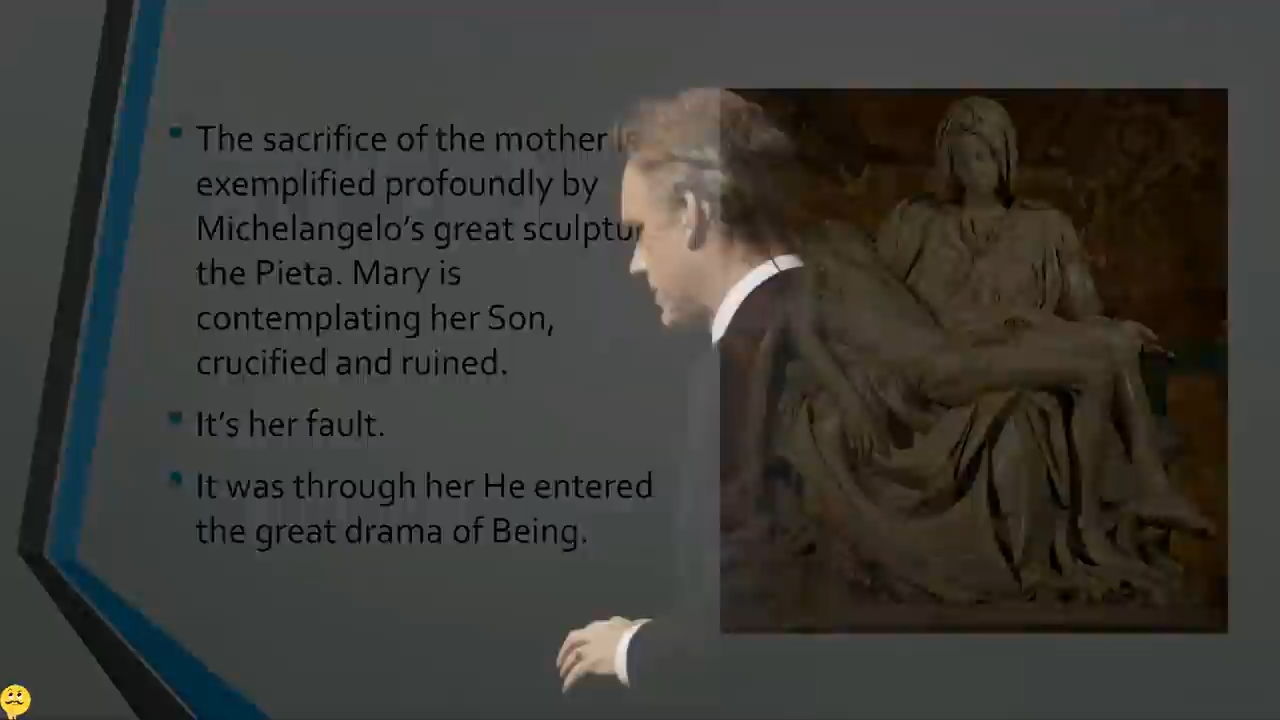 The sacrifice of the mother
exemplified profoundly by
Michelangelo's great
the Pieta. Mary is
contemplating her Son,
crucified and ruined.
It's her fault.
It was through her He entered
the great drama of Being.